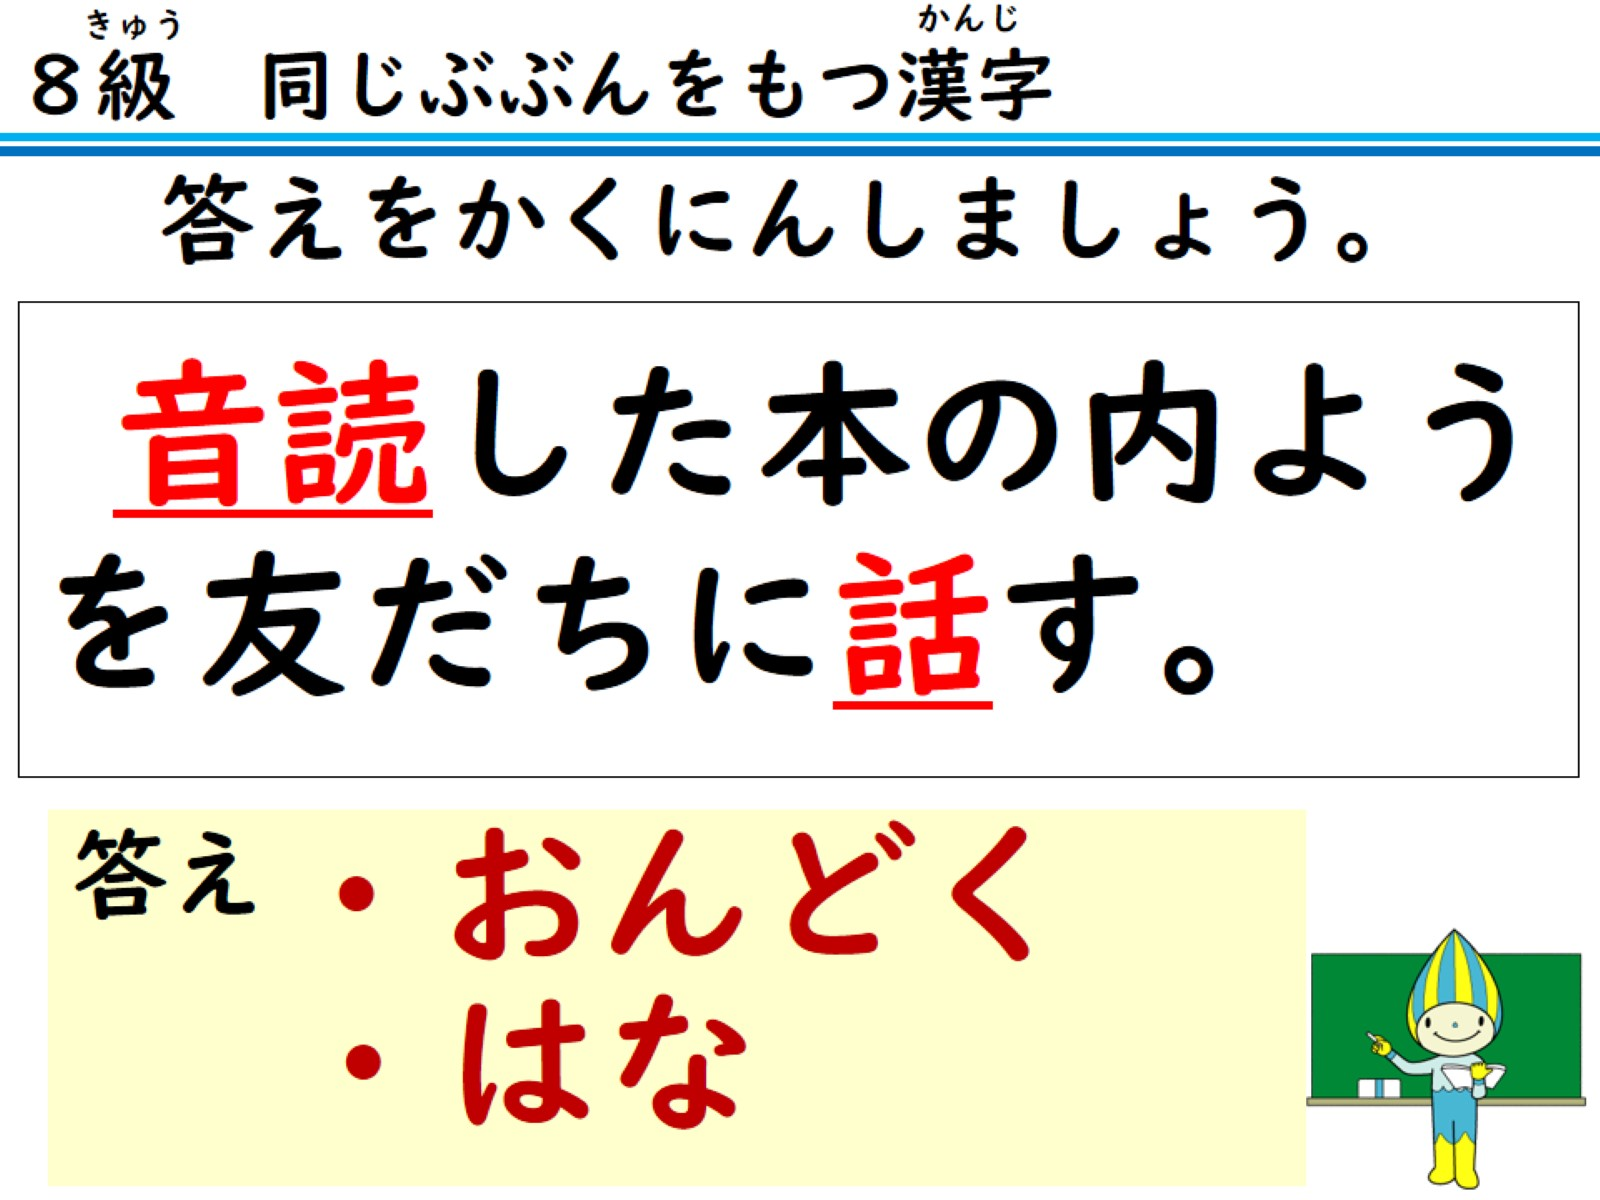 きゅう　かんじ
８級　同じぶぶんをもつ漢字
答えをかくにんしましょう。
音読した本の内よう
を友だちに話す。
答え・おんどく
・はな